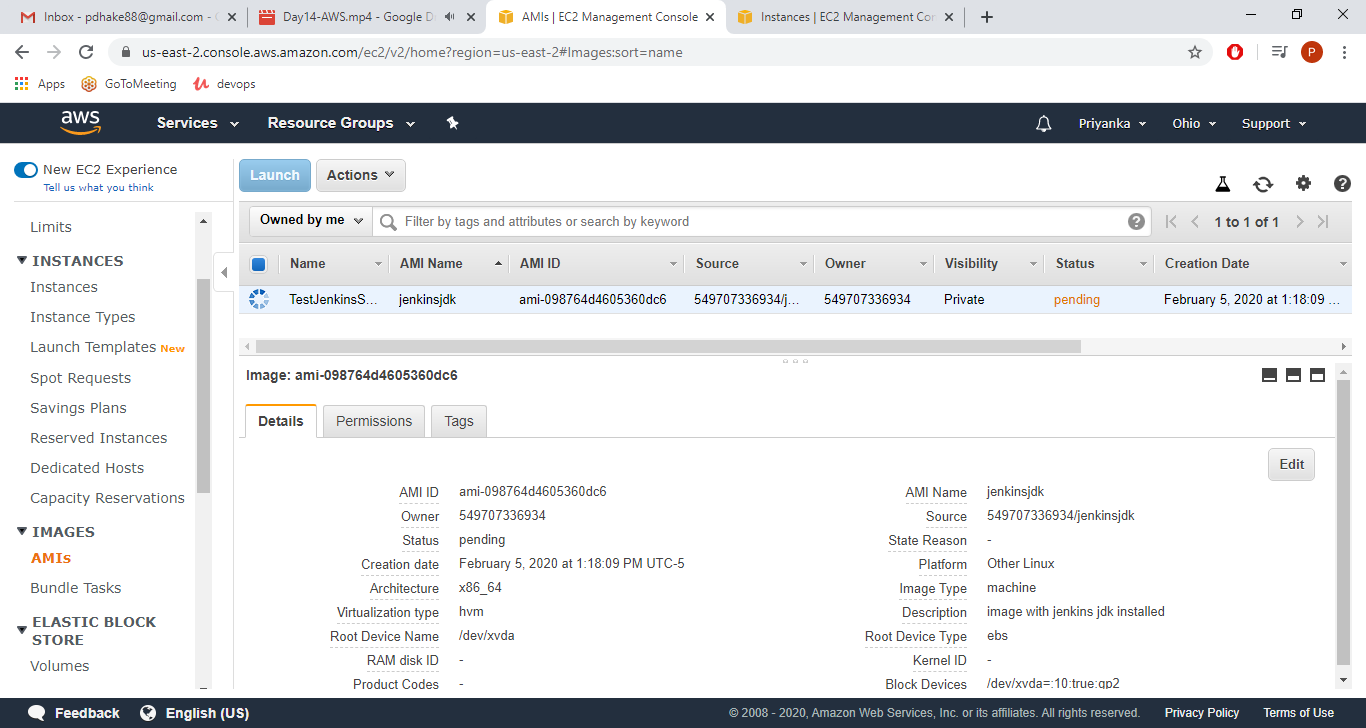 Inbox - pdhake88@gmail.com -
Day14-AWS.mp4 - Google D
AMIs | EC2 Management Console
Instances | EC2 Management Con
us-east-2.console.aws.amazon.com/ec2/v2/home?region=us-east-2#Images:sort=name
P
Apps
GoToMeeting
devops
aws
Services
Resource Groups
Priyanka
Ohio
Support
New EC2 Experience
Tell us what you think
Limits
INSTANCES
Instances
Instance Types
Launch Templates New
Spot Requests
Savings Plans
Reserved Instances
Dedicated Hosts
Capacity Reservations
IMAGES
AMIs
Bundle Tasks
ELASTIC BLOCK
STORE
Volumes
Launch
Actions
Owned by me
Filter by tags and attributes or search by keyword
1 to 1 of 1
Name AMI Name AMI ID Source Owner Visibility Status Creation Date
TestJenkinsS... jenkinsjdk ami-098764d4605360dc6 549707336934/j... 549707336934 Private pending February 5, 2020 at 1:18:09 ...
Image: ami-098764d4605360dc6
Details
Permissions
Tags
Edit
AMI ID ami-098764d4605360dc6
Owner 549707336934
Status pending
Creation date February 5, 2020 at 1:18:09 PM UTC-5
Architecture x86_64
Virtualization type hvm
Root Device Name /dev/xvda
RAM disk ID -
Product Codes -
AMI Name jenkinsjdk
Source 549707336934/jenkinsjdk
State Reason -
Platform Other Linux
Image Type machine
Description image with jenkins jdk installed
Root Device Type ebs
Kernel ID -
Block Devices /dev/xvda=:10:true:gp2
Feedback
English (US)
© 2008 - 2020, Amazon Web Services, Inc. or its affiliates. All rights reserved.
Privacy Policy
Terms of Use